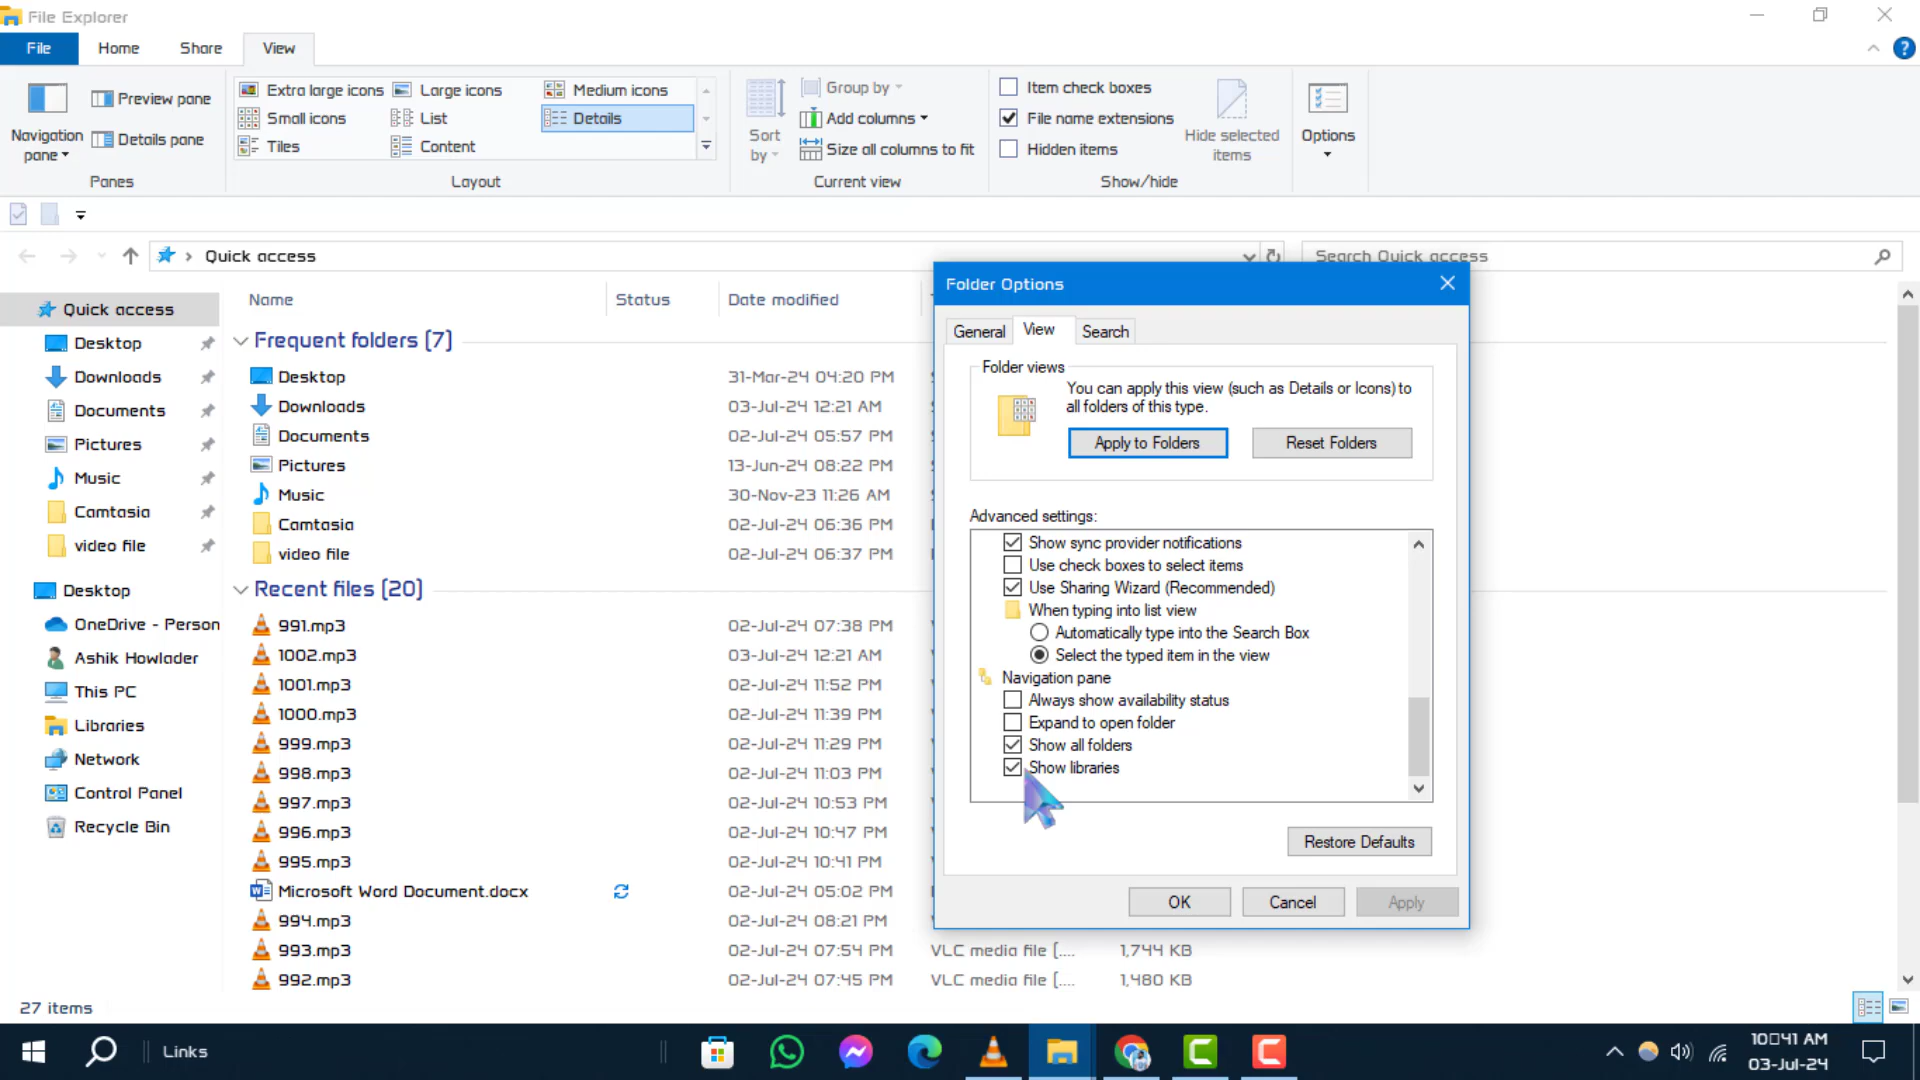 File Explorer
File Home Share View
Navigation pane
Preview pane
Details pane
Panes
Extra large icons Large icons Medium icons
Small icons List Details
Tiles Content
Layout
Sort by
Group by
Add columns
Size all columns to fit
Current view
Item check boxes
File name extensions
Hidden items
Hide selected items
Show/hide
Options
Quick access
Search Quick access
Quick access
Desktop
Downloads
Documents
Pictures
Music
Camtasia
video file
Desktop
OneDrive - Person
Ashik Howlader
This PC
Libraries
Network
Control Panel
Recycle Bin
Name Status Date modified
Frequent folders (7)
Desktop 31-Mar-24 04:20 PM
Downloads 03-Jul-24 12:21 AM
Documents 02-Jul-24 05:57 PM
Pictures 13-Jun-24 08:22 PM
Music 30-Nov-23 11:26 AM
Camtasia 02-Jul-24 06:36 PM
video file 02-Jul-24 06:37 PM
Recent files (20)
991.mp3 02-Jul-24 07:38 PM
1002.mp3 03-Jul-24 12:21 AM
1001.mp3 02-Jul-24 11:52 PM
1000.mp3 02-Jul-24 11:39 PM
999.mp3 02-Jul-24 11:29 PM
998.mp3 02-Jul-24 11:03 PM
997.mp3 02-Jul-24 10:53 PM
996.mp3 02-Jul-24 10:47 PM
995.mp3 02-Jul-24 10:41 PM
Microsoft Word Document.docx 02-Jul-24 05:02 PM
994.mp3 02-Jul-24 08:21 PM
993.mp3 02-Jul-24 07:54 PM VLC media file (.... 1,744 KB
992.mp3 02-Jul-24 07:45 PM VLC media file (.... 1,480 KB
Folder Options
General View Search
Folder views
You can apply this view (such as Details or Icons) to
all folders of this type.
Apply to Folders Reset Folders
Advanced settings:
Show sync provider notifications
Use check boxes to select items
Use Sharing Wizard (Recommended)
When typing into list view
Automatically type into the Search Box
Select the typed item in the view
Navigation pane
Always show availability status
Expand to open folder
Show all folders
Show libraries
Restore Defaults
OK Cancel Apply
27 items
Links
10:41 AM
03-Jul-24